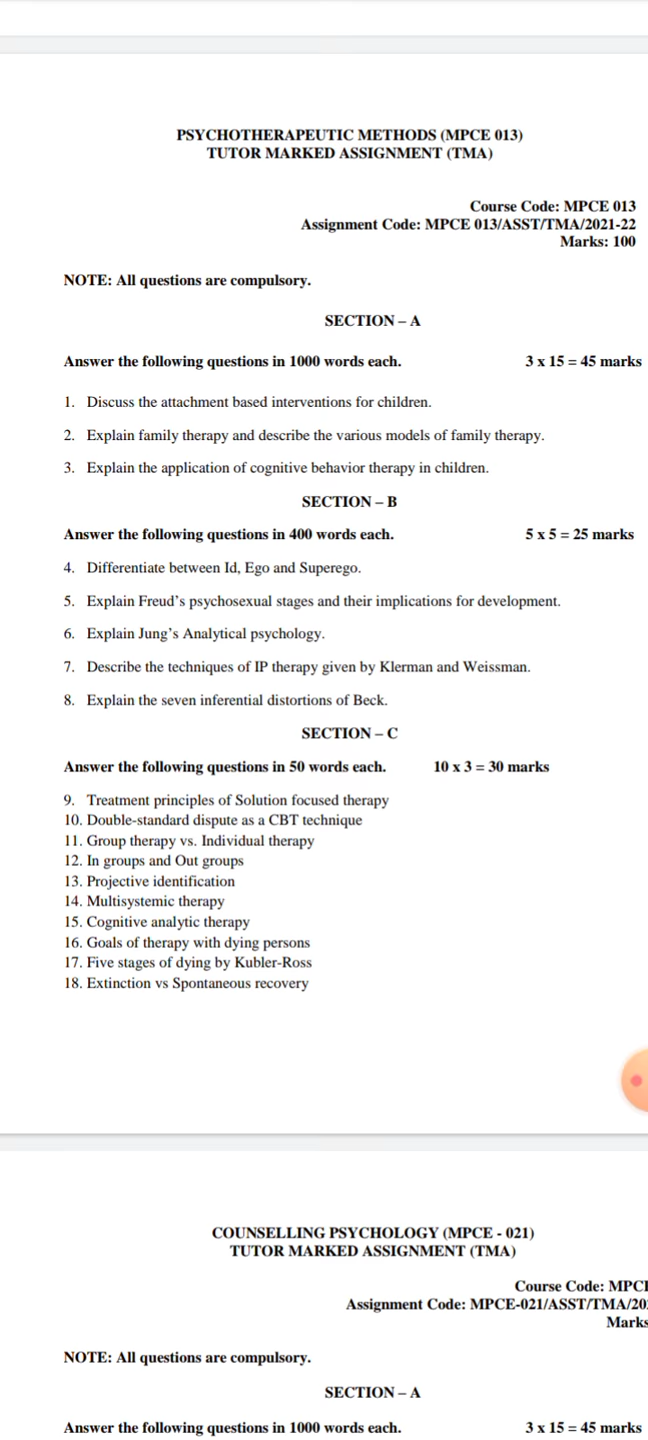 PSYCHOTHERAPEUTIC METHODS (MPCE 013)
TUTOR MARKED ASSIGNMENT (TMA)
Course Code: MPCE 013
Assignment Code: MPCE 013/ASST/TMA/2021-22
Marks: 100
NOTE: All questions are compulsory.
SECTION – A
Answer the following questions in 1000 words each. 3 x 15 = 45 marks
1. Discuss the attachment based interventions for children.
2. Explain family therapy and describe the various models of family therapy.
3. Explain the application of cognitive behavior therapy in children.
SECTION – B
Answer the following questions in 400 words each. 5 x 5 = 25 marks
4. Differentiate between Id, Ego and Superego.
5. Explain Freud’s psychosexual stages and their implications for development.
6. Explain Jung’s Analytical psychology.
7. Describe the techniques of IP therapy given by Klerman and Weissman.
8. Explain the seven inferential distortions of Beck.
SECTION – C
Answer the following questions in 50 words each. 10 x 3 = 30 marks
9. Treatment principles of Solution focused therapy
10. Double-standard dispute as a CBT technique
11. Group therapy vs. Individual therapy
12. In groups and Out groups
13. Projective identification
14. Multisystemic therapy
15. Cognitive analytic therapy
16. Goals of therapy with dying persons
17. Five stages of dying by Kubler-Ross
18. Extinction vs Spontaneous recovery
COUNSELLING PSYCHOLOGY (MPCE - 021)
TUTOR MARKED ASSIGNMENT (TMA)
Course Code: MPC
Assignment Code: MPCE-021/ASST/TMA/20
Marks
NOTE: All questions are compulsory.
SECTION – A
Answer the following questions in 1000 words each. 3 x 15 = 45 marks